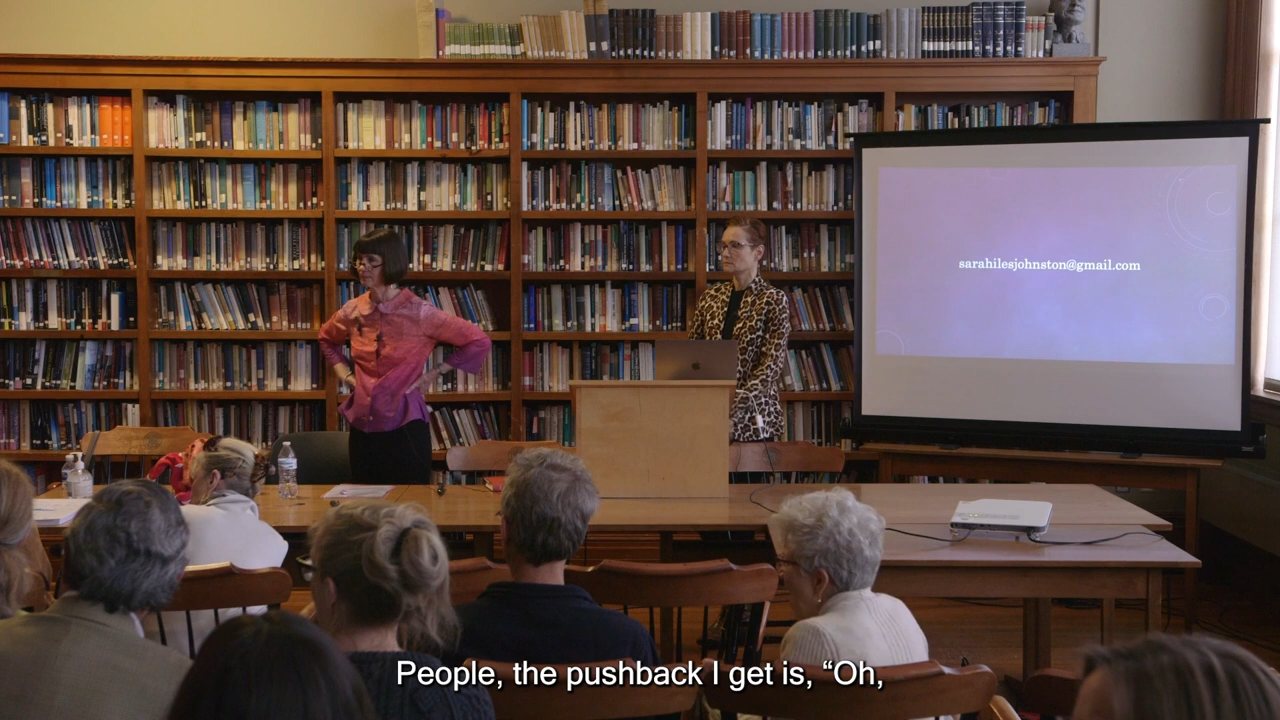 sarahilesjohnston@gmail.com
People, the pushback I get is, “Oh,